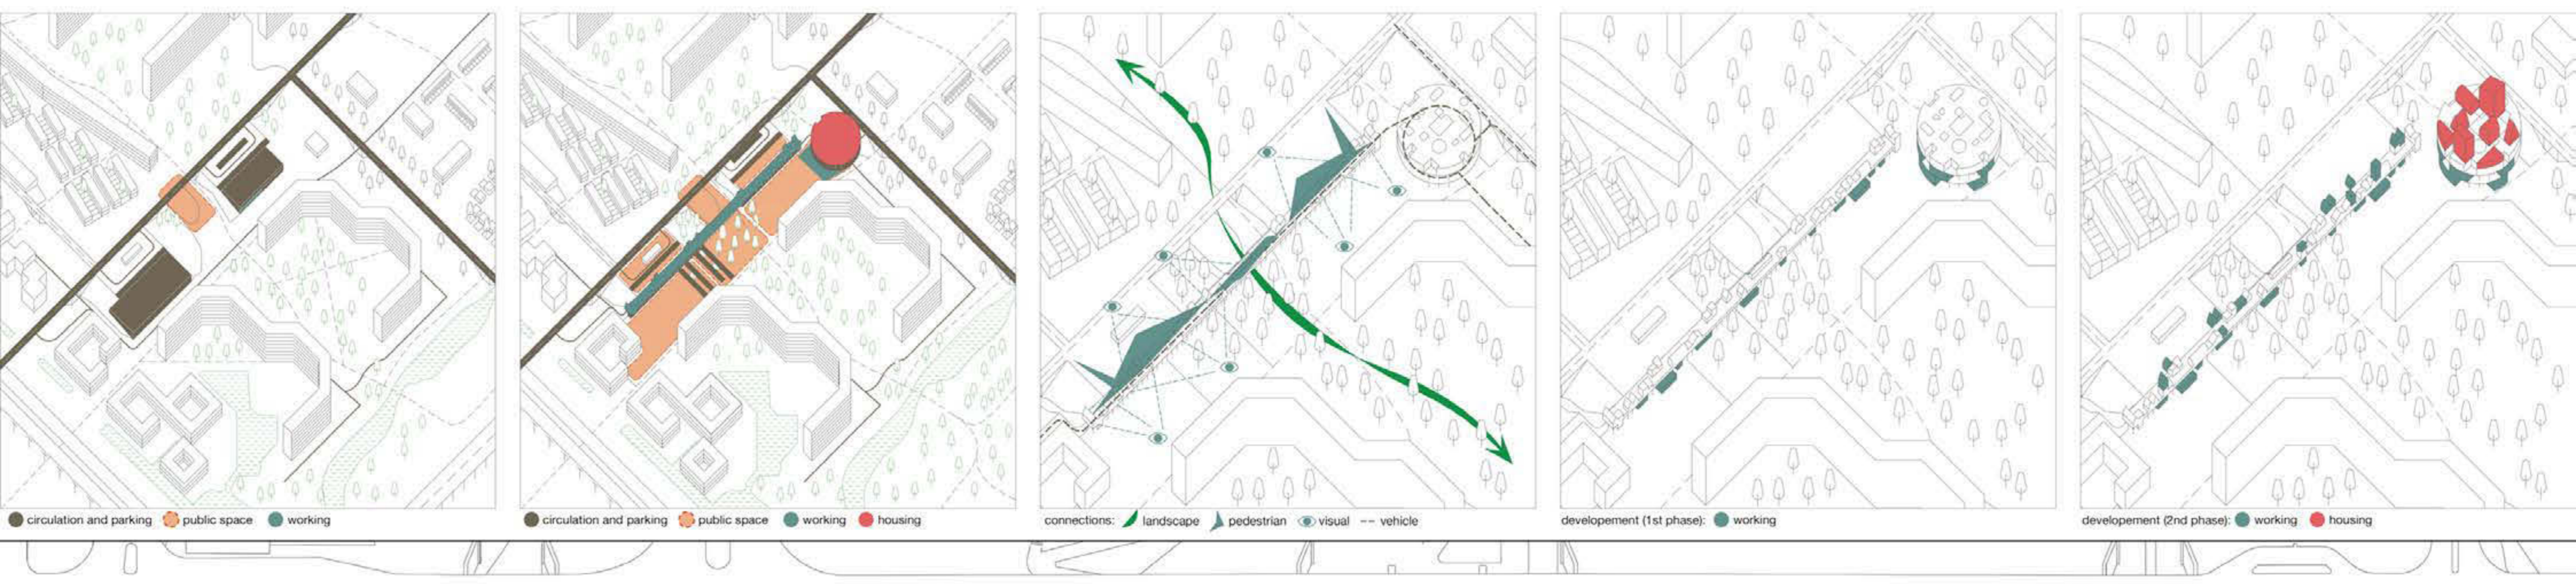 circulation and parking public space working
circulation and parking public space working housing
connections: landscape pedestrian visual vehicle
developement (1st phase): working
developement (2nd phase): working housing